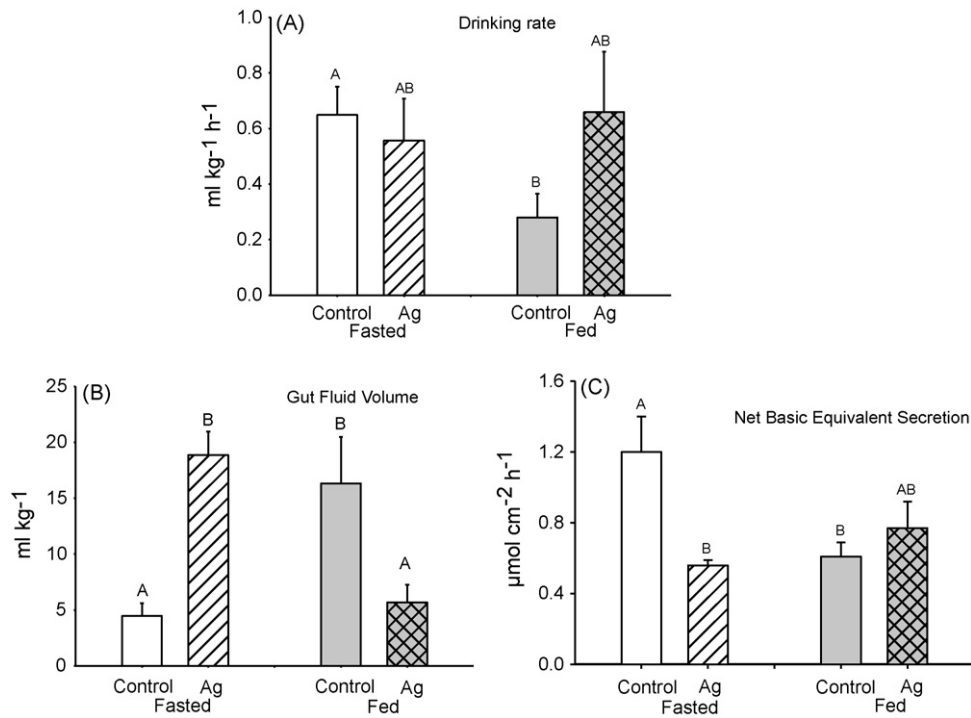 (A)
Drinking rate
ml kg-1 h-1
1.0
0.8
0.6
0.4
0.2
0.0
A
AB
B
AB
Control Ag Control Ag
Fasted Fed
(B)
Gut Fluid Volume
ml kg-1
25
20
15
10
5
0
A
B
B
A
Control Ag Control Ag
Fasted Fed
(C)
Net Basic Equivalent Secretion
µmol cm-2 h-1
1.6
1.2
0.8
0.4
0.0
A
B
B
AB
Control Ag Control Ag
Fasted Fed